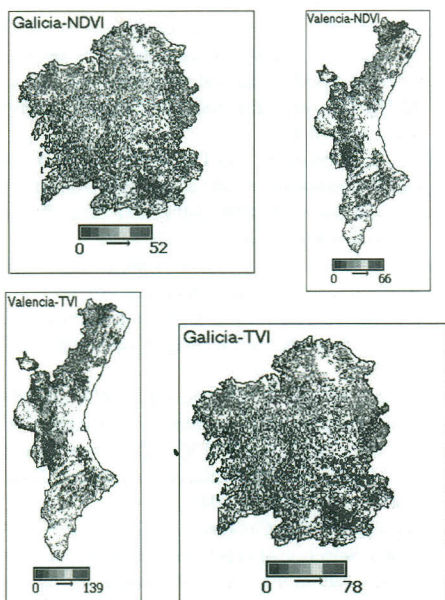 Galicia-NDVI
0 52
Valencia-NDVI
0 66
Valencia-TVI
0 139
Galicia-TVI
0 78